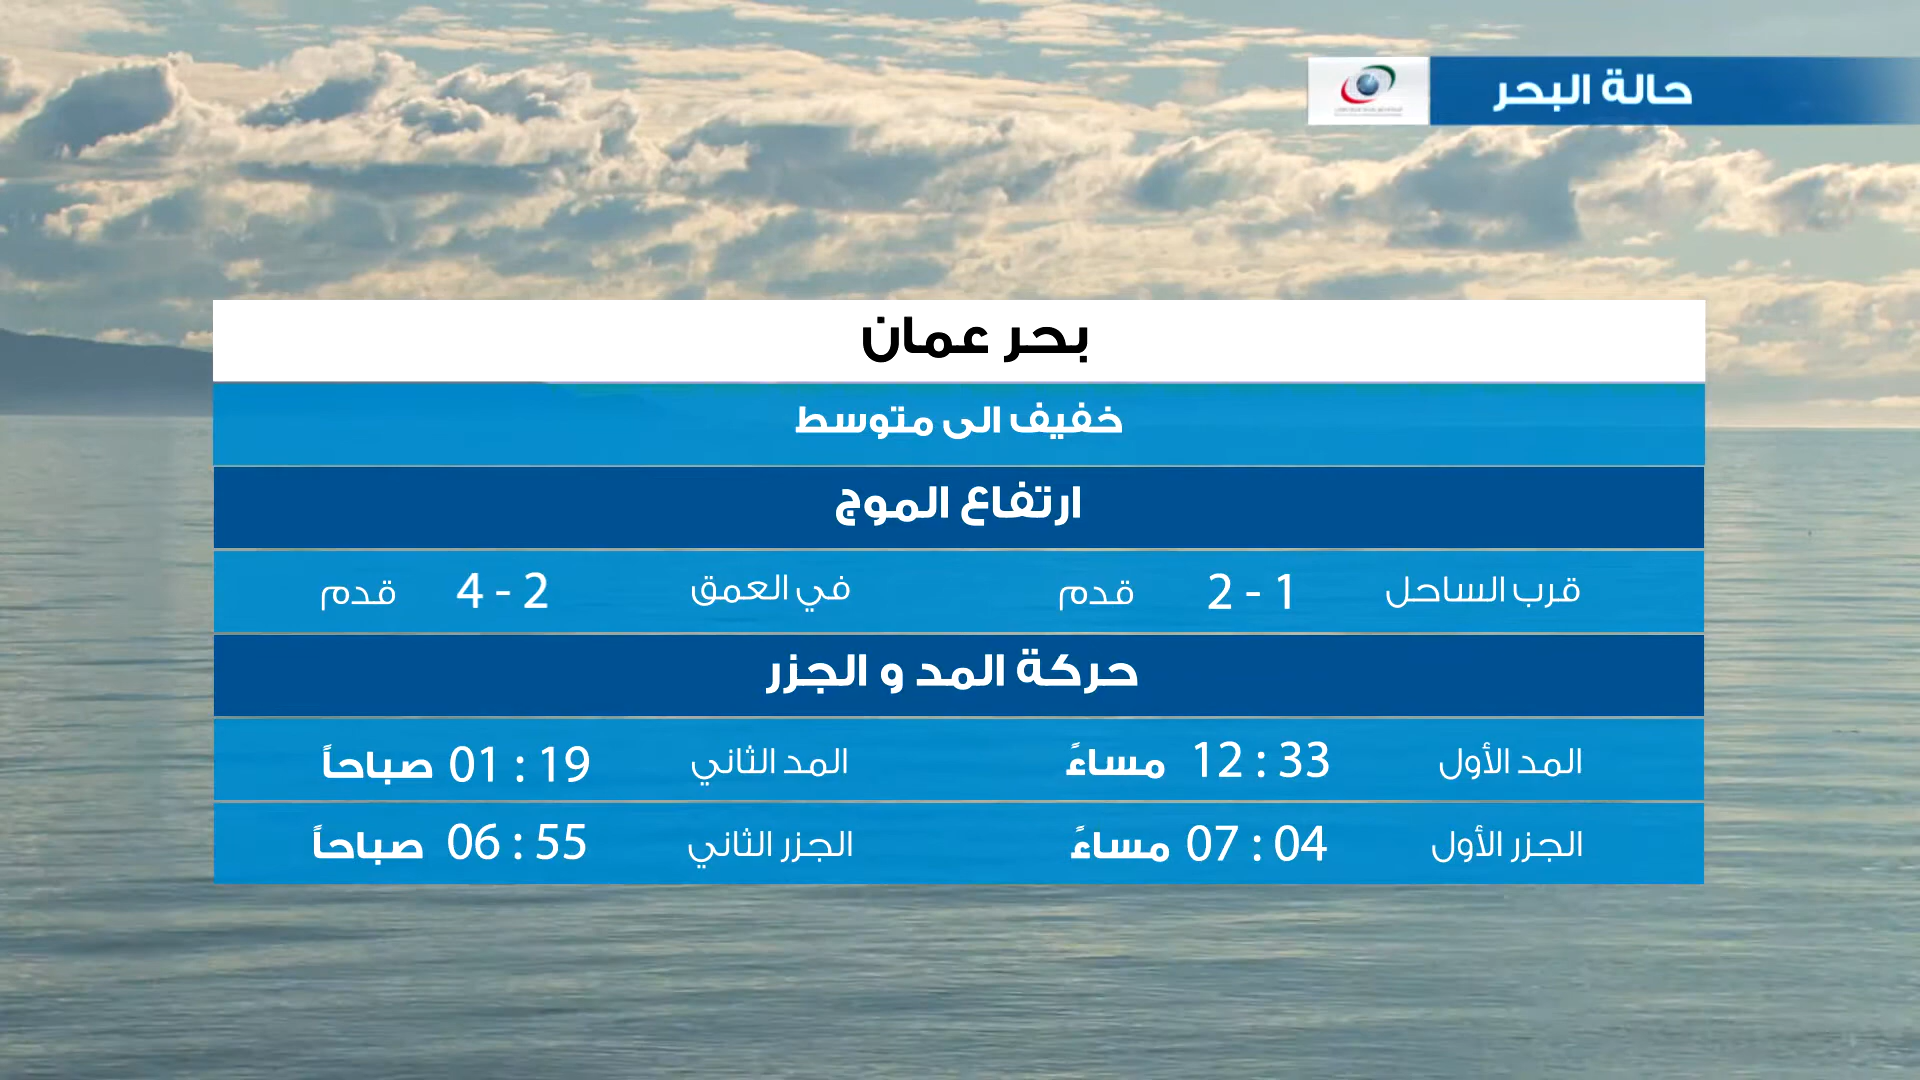 حالة البحر
بحر عمان
خفيف الى متوسط
ارتفاع الموج
قرب الساحل 1 - 2 قدم في العمق 2 - 4 قدم
حركة المد و الجزر
المد الأول 12 : 33 مساءً المد الثاني 01 : 19 صباحاً
الجزر الأول 07 : 04 مساءً الجزر الثاني 06 : 55 صباحاً